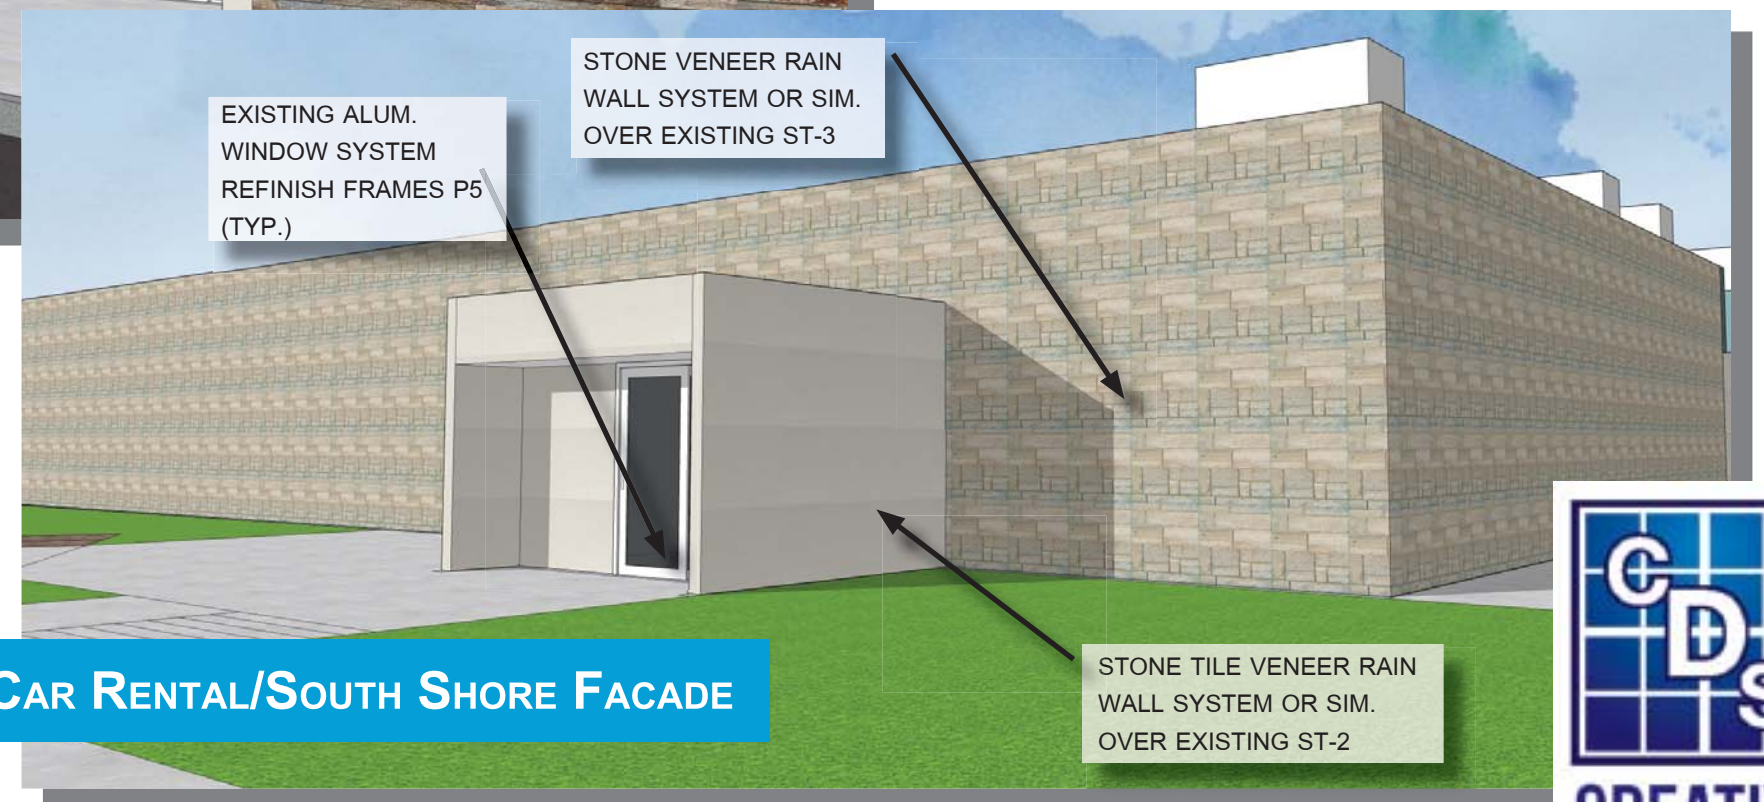 STONE VENEER RAIN
WALL SYSTEM OR SIM.
OVER EXISTING ST-3
EXISTING ALUM.
WINDOW SYSTEM
REFINISH FRAMES P5
(TYP.)
STONE TILE VENEER RAIN
WALL SYSTEM OR SIM.
OVER EXISTING ST-2
CAR RENTAL/SOUTH SHORE FACADE
CDS